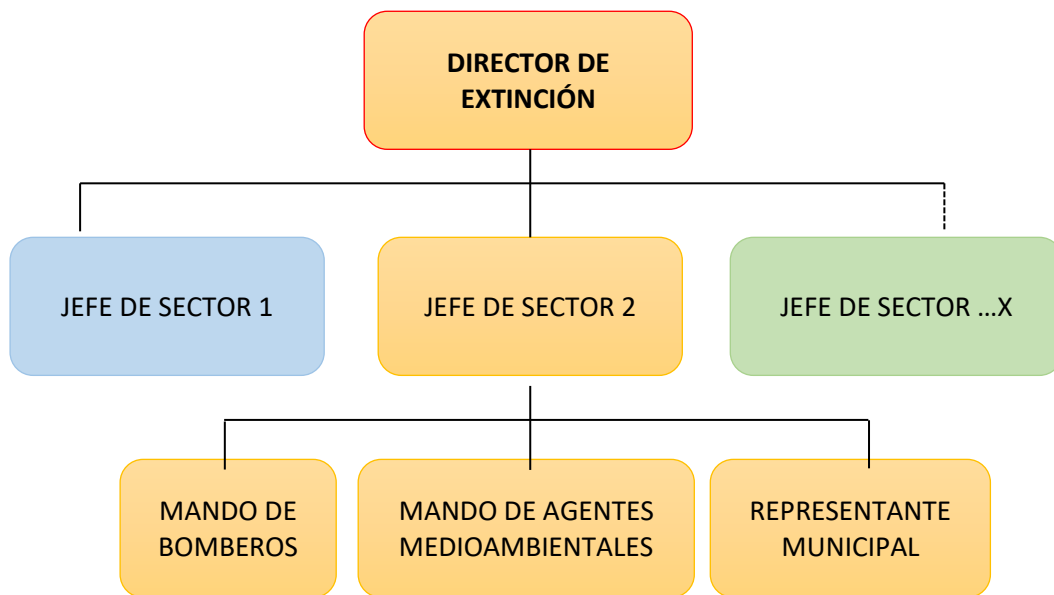 DIRECTOR DE
EXTINCIÓN
JEFE DE SECTOR 1
JEFE DE SECTOR 2
JEFE DE SECTOR ...X
MANDO DE
BOMBEROS
MANDO DE AGENTES
MEDIOAMBIENTALES
REPRESENTANTE
MUNICIPAL